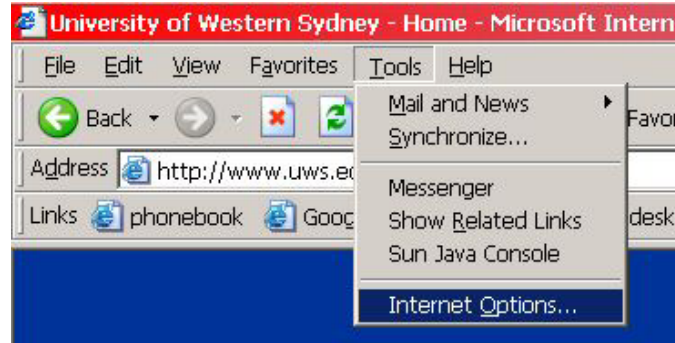 University of Western Sydney - Home - Microsoft Intern
File Edit View Favorites Tools Help
Back
Mail and News
Favor
Synchronize...
Address http://www.uws.ed
Messenger
Links phonebook Goog
Show Related Links
desk
Sun Java Console
Internet Options...